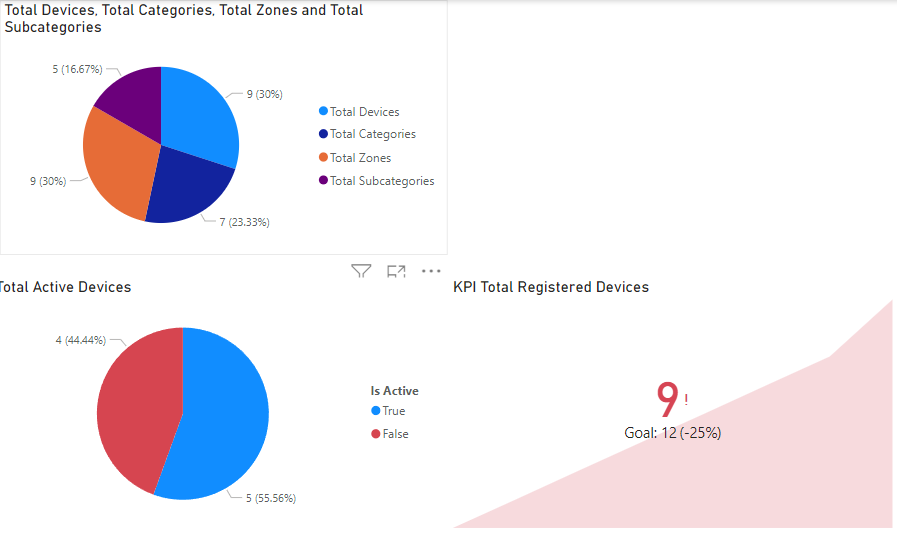 Total Devices, Total Categories, Total Zones and Total
Subcategories
5 (16.67%)
9 (30%)
9 (30%)
7 (23.33%)
Total Devices
Total Categories
Total Zones
Total Subcategories
Total Active Devices
4 (44.44%)
5 (55.56%)
Is Active
True
False
KPI Total Registered Devices
9!
Goal: 12 (-25%)